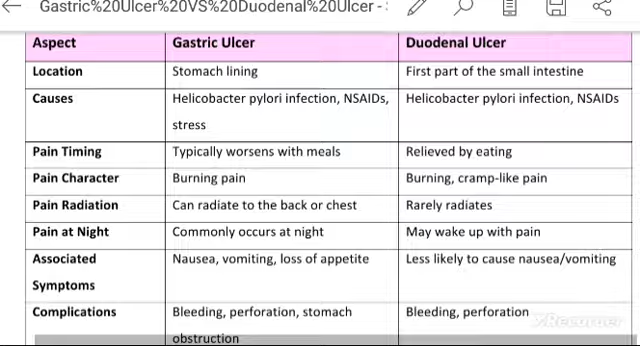 Gastric%20Ulcer%20VS%20Duodenal%20Ulcer -
Aspect Gastric Ulcer Duodenal Ulcer
Location Stomach lining First part of the small intestine
Causes Helicobacter pylori infection, NSAIDs, Helicobacter pylori infection, NSAIDs
stress
Pain Timing Typically worsens with meals Relieved by eating
Pain Character Burning pain Burning, cramp-like pain
Pain Radiation Can radiate to the back or chest Rarely radiates
Pain at Night Commonly occurs at night May wake up with pain
Associated Nausea, vomiting, loss of appetite Less likely to cause nausea/vomiting
Symptoms
Complications Bleeding, perforation, stomach Bleeding, perforation
obstruction
XRecorder